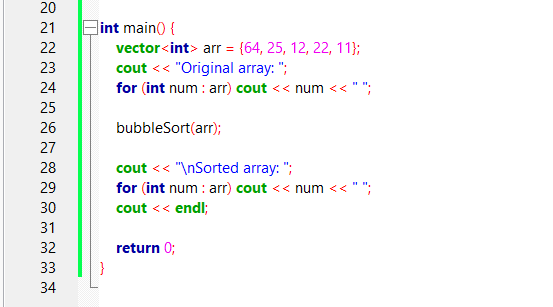 20
21 int main() {
22 vector<int> arr = {64, 25, 12, 22, 11};
23 cout << "Original array: ";
24 for (int num : arr) cout << num << " ";
25
26 bubbleSort(arr);
27
28 cout << "\nSorted array: ";
29 for (int num : arr) cout << num << " ";
30 cout << endl;
31
32 return 0;
33 }
34